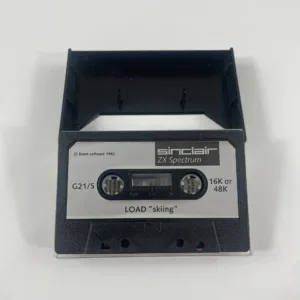 sinclair
ZX Spectrum
G21/S
16K or
48K
LOAD "skiing"